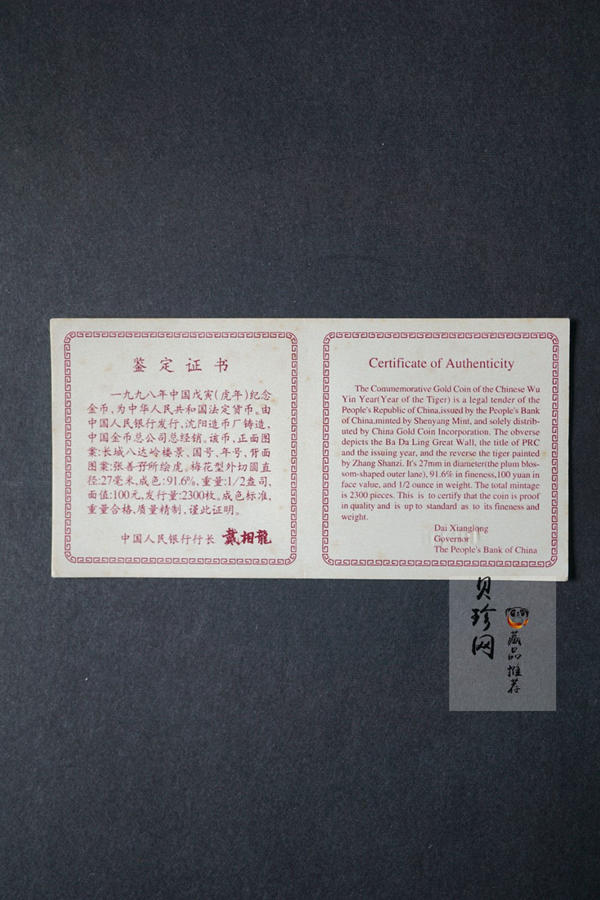 鉴定证书
一九九八年中国戊寅(虎年)纪念
金币,为中华人民共和国法定货币,由
中国人民银行发行,沈阳造币厂铸造,
中国金币总公司总经销,该币,正面图
案:长城八达岭楼景、国号、年号,背面
图案:张善孖所绘虎。梅花型外切圆直
径:27毫米,成色:91.6%,重量:1/2盎司,
面值:100元,发行量:2300枚。成色标准,
重量合格,质量精制,谨此证明。
中国人民银行行长 戴相龍
Certificate of Authenticity
The Commemorative Gold Coin of the Chinese Wu
Yin Year(Year of the Tiger) is a legal tender of the
People's Republic of China,issued by the People's Bank
of China,minted by Shenyang Mint, and solely distrib-
uted by China Gold Coin Incorporation. The obverse
depicts the Ba Da Ling Great Wall, the title of PRC
and the issuing year, and the reverse the tiger painted
by Zhang Shanzi. It's 27mm in diameter(the plum blos-
som-shaped outer lane), 91.6% in fineness,100 yuan in
face value, and 1/2 ounce in weight. The total mintage
is 2300 pieces. This is to certify that the coin is proof
in quality and is up to standard as to its fineness and
weight.
Dai Xianglong
Governor
The People's Bank of China
贝珍网
藏品推荐